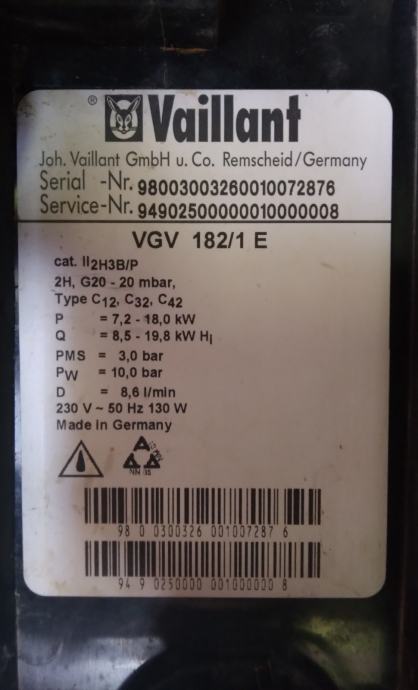 ® Vaillant
Joh. Vaillant GmbH u. Co. Remscheid/Germany
Serial -Nr. 98003003260010072876
Service-Nr. 94902500000010000008
VGV 182/1 E
cat. II2H3B/P
2H, G20 - 20 mbar,
Type C12, C32, C42
P = 7,2 - 18,0 kW
Q = 8,5 - 19,8 kW Hi
PMS = 3,0 bar
PW = 10,0 bar
D = 8,6 l/min
230 V ~ 50 Hz 130 W
Made in Germany
98 0 0300326 001007287 6
94 9 0250000 001000000 8